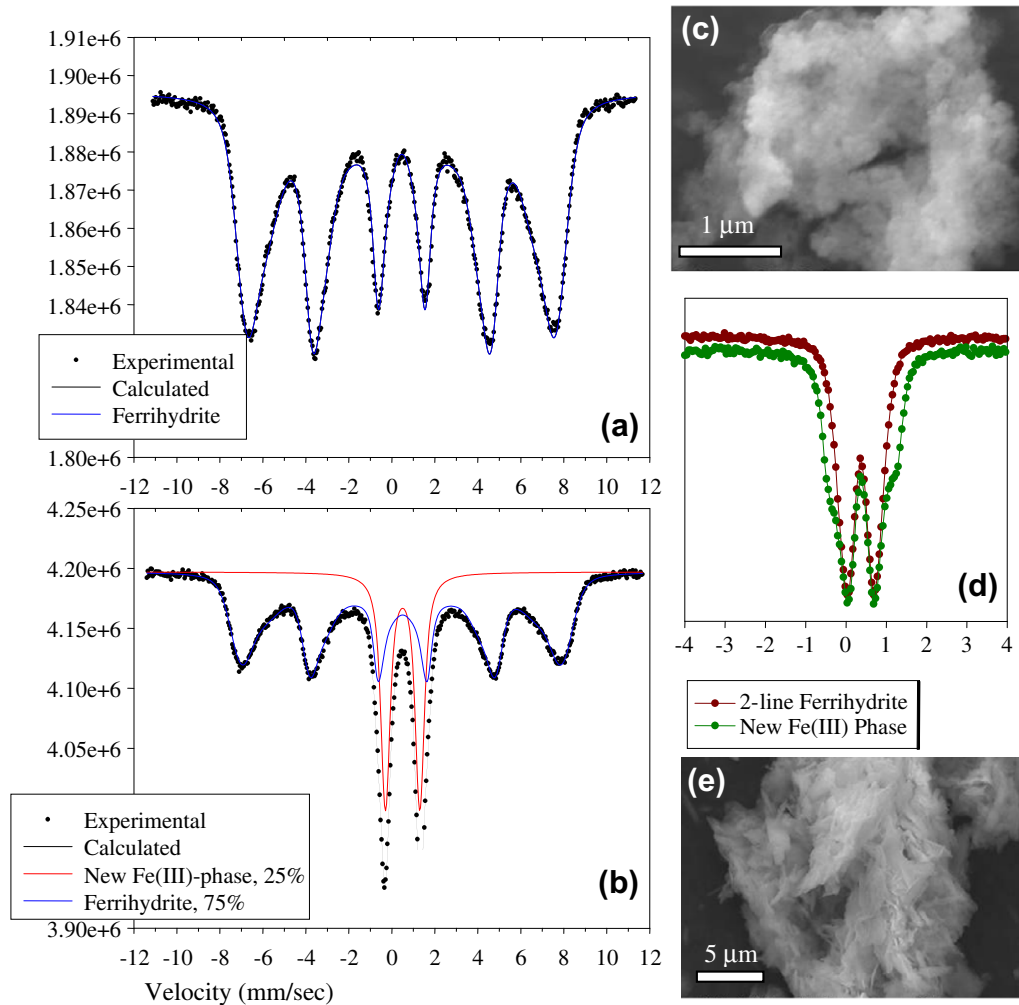 1.91e+6
1.90e+6
1.89e+6
1.88e+6
1.87e+6
1.86e+6
1.85e+6
1.84e+6
Experimental
Calculated
Ferrihydrite
(a)
1.80e+6
-12 -10 -8 -6 -4 -2 0 2 4 6 8 10 12
4.25e+6
4.20e+6
4.15e+6
4.10e+6
4.05e+6
Experimental
Calculated
New Fe(III)-phase, 25%
Ferrihydrite, 75%
(b)
3.90e+6
-12 -10 -8 -6 -4 -2 0 2 4 6 8 10 12
Velocity (mm/sec)
(c)
1 μm
(d)
-4 -3 -2 -1 0 1 2 3 4
2-line Ferrihydrite
New Fe(III) Phase
(e)
5 μm